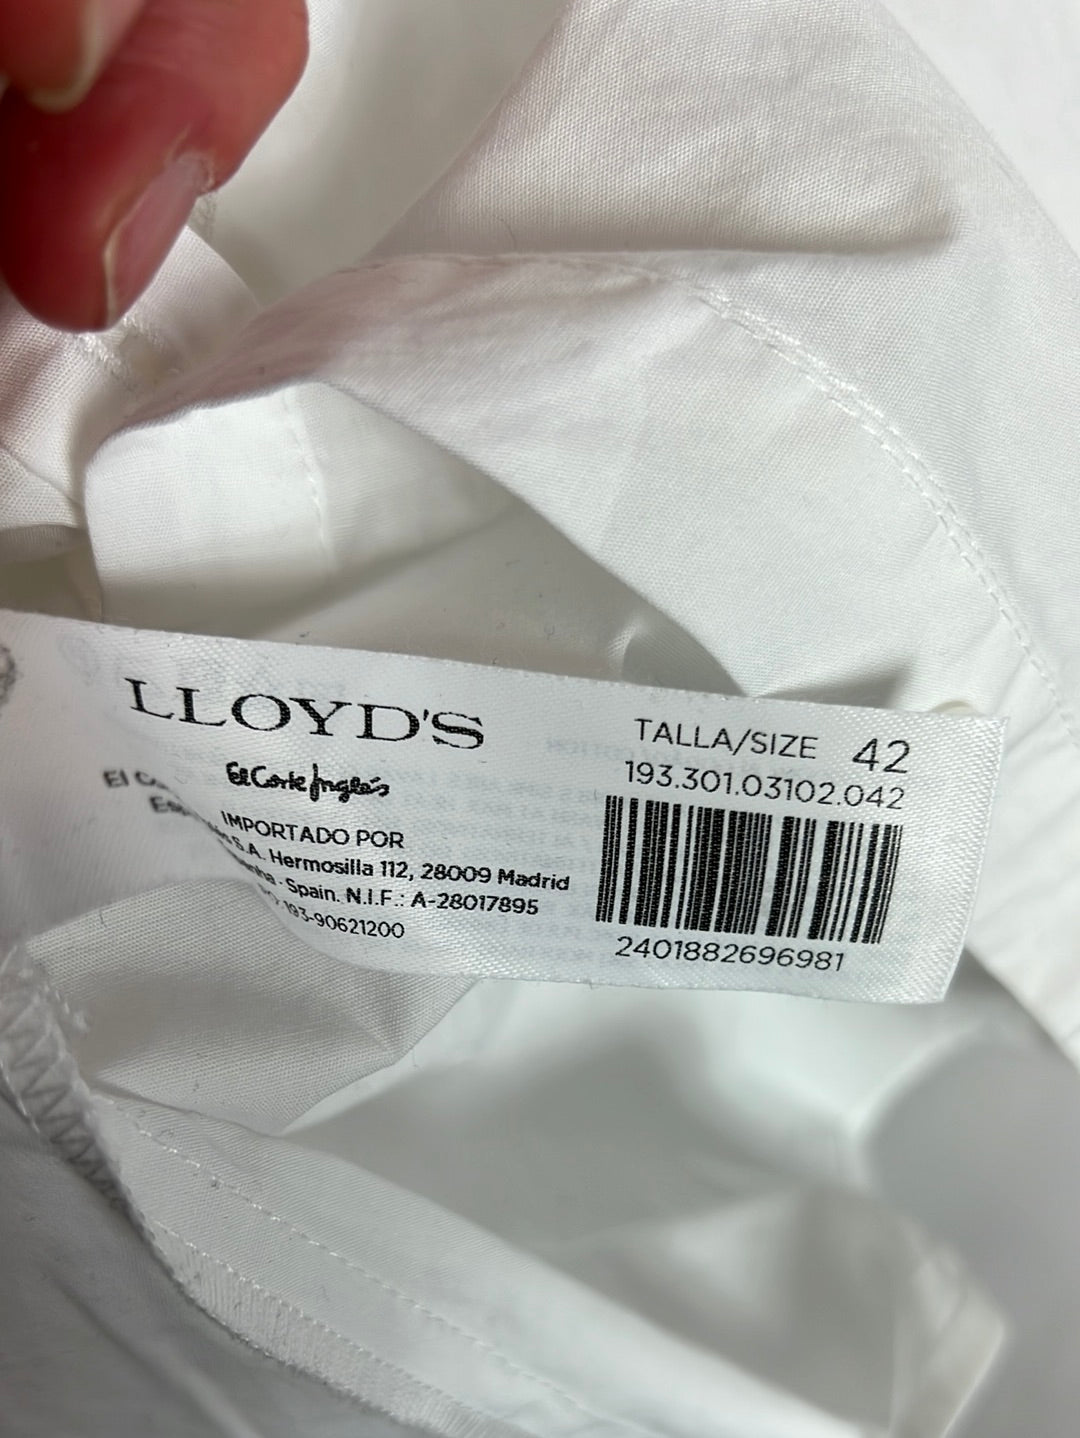 LLOYD'S
El Corte Inglés
IMPORTADO POR
El
S.A. Hermosilla 112, 28009 Madrid
Spain. N.I.F.: A-28017895
193-90621200
TALLA/SIZE 42
193.301.03102.042
2401882696981